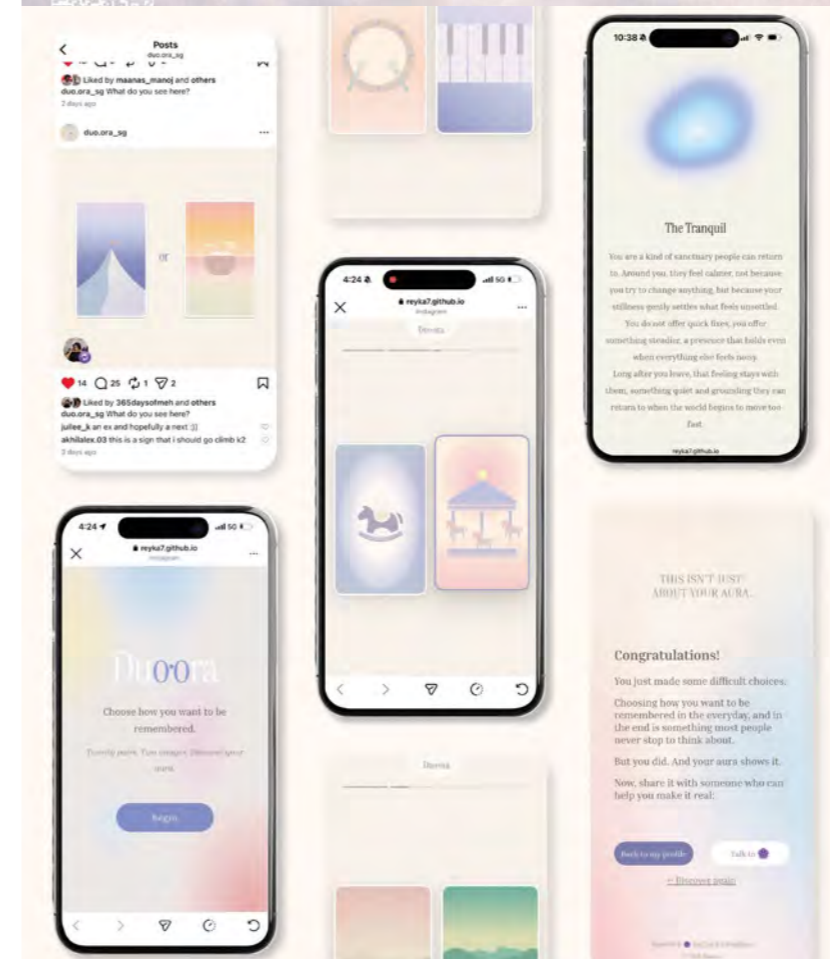 Posts
duo.ora_sg
Liked by maanas_manoj and others
duo.ora_sg What do you see here?
2 days ago
duo.ora_sg
or
14 25 1 2
Liked by 365daysofmeh and others
duo.ora_sg What do you see here?
juliee_k an ex and hopefully a next :))
akhilalex.03 this is a sign that i should go climb k2
2 days ago
4:24
reyka7.github.io
Instagram
Duoora
Choose how you want to be
remembered.
Begin
4:24
5G
reyka7.github.io
Instagram
10:38
The Tranquil
You are a kind of sanctuary people can return
to. Around you, they feel calmer, not because
you try to change anything, but because your
stillness gently settles what feels unsettled.
You do not offer quick fixes, you offer
something steadier, a presence that holds even
when everything else feels noisy.
Long after you leave, that feeling stays with
them, something quiet and grounding they can
return to when the world begins to move too
fast.
reyka7.github.io
THIS ISN'T JUST
ABOUT YOUR AURA.
Congratulations!
You just made some difficult choices.
Choosing how you want to be
remembered in the everyday, and in
the end is something most people
never stop to think about.
But you did. And your aura shows it.
Now, share it with someone who can
help you make it real:
Back to my profile
Talk to
Discover again